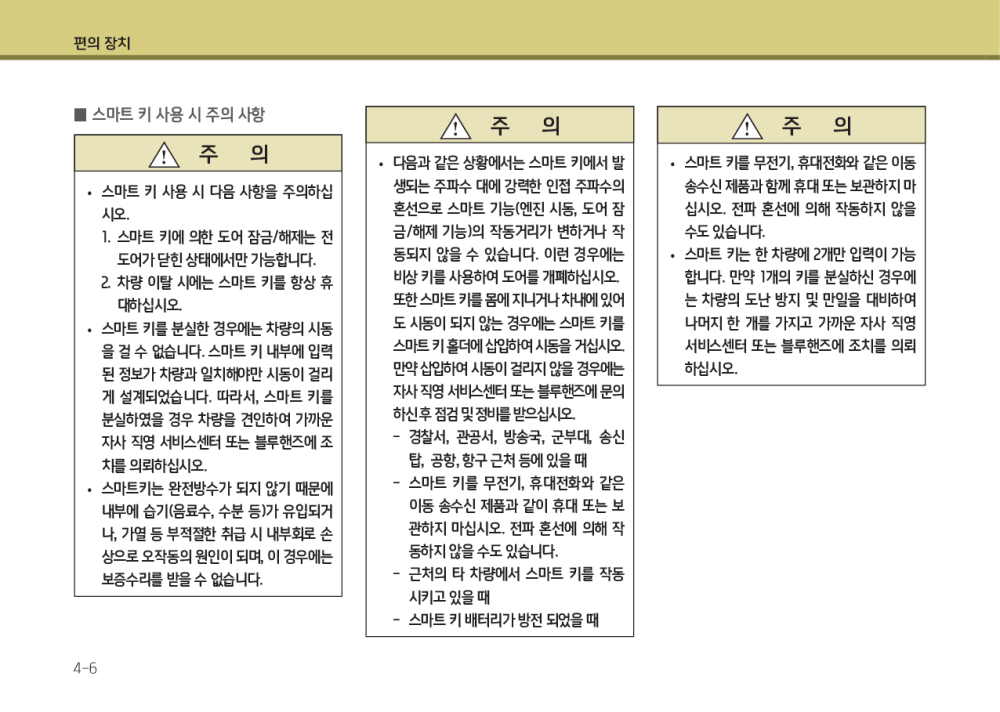 편의 장치
■ 스마트 키 사용 시 주의 사항
주 의
• 스마트 키 사용 시 다음 사항을 주의하십
시오.
1. 스마트 키에 의한 도어 잠금/해제는 전
도어가 닫힌 상태에서만 가능합니다.
2. 차량 이탈 시에는 스마트 키를 항상 휴
대하십시오.
• 스마트 키를 분실한 경우에는 차량의 시동
을 걸 수 없습니다. 스마트 키 내부에 입력
된 정보가 차량과 일치해야만 시동이 걸리
게 설계되었습니다. 따라서, 스마트 키를
분실하였을 경우 차량을 견인하여 가까운
자사 직영 서비스센터 또는 블루핸즈에 조
치를 의뢰하십시오.
• 스마트키는 완전방수가 되지 않기 때문에
내부에 습기(음료수, 수분 등)가 유입되거
나, 가열 등 부적절한 취급 시 내부회로 손
상으로 오작동의 원인이 되며, 이 경우에는
보증수리를 받을 수 없습니다.
주 의
• 다음과 같은 상황에서는 스마트 키에서 발
생되는 주파수 대에 강력한 인접 주파수의
혼선으로 스마트 기능(엔진 시동, 도어 잠
금/해제 기능)의 작동거리가 변하거나 작
동되지 않을 수 있습니다. 이런 경우에는
비상 키를 사용하여 도어를 개폐하십시오.
또한 스마트 키를 몸에 지니거나 차내에 있어
도 시동이 되지 않는 경우에는 스마트 키를
스마트 키 홀더에 삽입하여 시동을 거십시오.
만약 삽입하여 시동이 걸리지 않을 경우에는
자사 직영 서비스센터 또는 블루핸즈에 문의
하신 후 점검 및 정비를 받으십시오.
- 경찰서, 관공서, 방송국, 군부대, 송신
탑, 공항, 항구 근처 등에 있을 때
- 스마트 키를 무전기, 휴대전화와 같은
이동 송수신 제품과 같이 휴대 또는 보
관하지 마십시오. 전파 혼선에 의해 작
동하지 않을 수도 있습니다.
- 근처의 타 차량에서 스마트 키를 작동
시키고 있을 때
- 스마트 키 배터리가 방전 되었을 때
주 의
• 스마트 키를 무전기, 휴대전화와 같은 이동
송수신 제품과 함께 휴대 또는 보관하지 마
십시오. 전파 혼선에 의해 작동하지 않을
수도 있습니다.
• 스마트 키는 한 차량에 2개만 입력이 가능
합니다. 만약 1개의 키를 분실하신 경우에
는 차량의 도난 방지 및 만일을 대비하여
나머지 한 개를 가지고 가까운 자사 직영
서비스센터 또는 블루핸즈에 조치를 의뢰
하십시오.
4-6